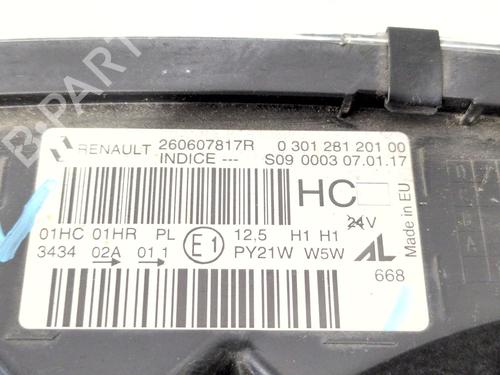 RENAULT 260607817R 0 301 281 201 00
INDICE --- S09 0003 07.01.17
HC
01HC 01HR PL E1 12,5 H1 H1 24V
3434 02A 01 1 PY21W W5W AL
668
Made in EU
B-PARTS